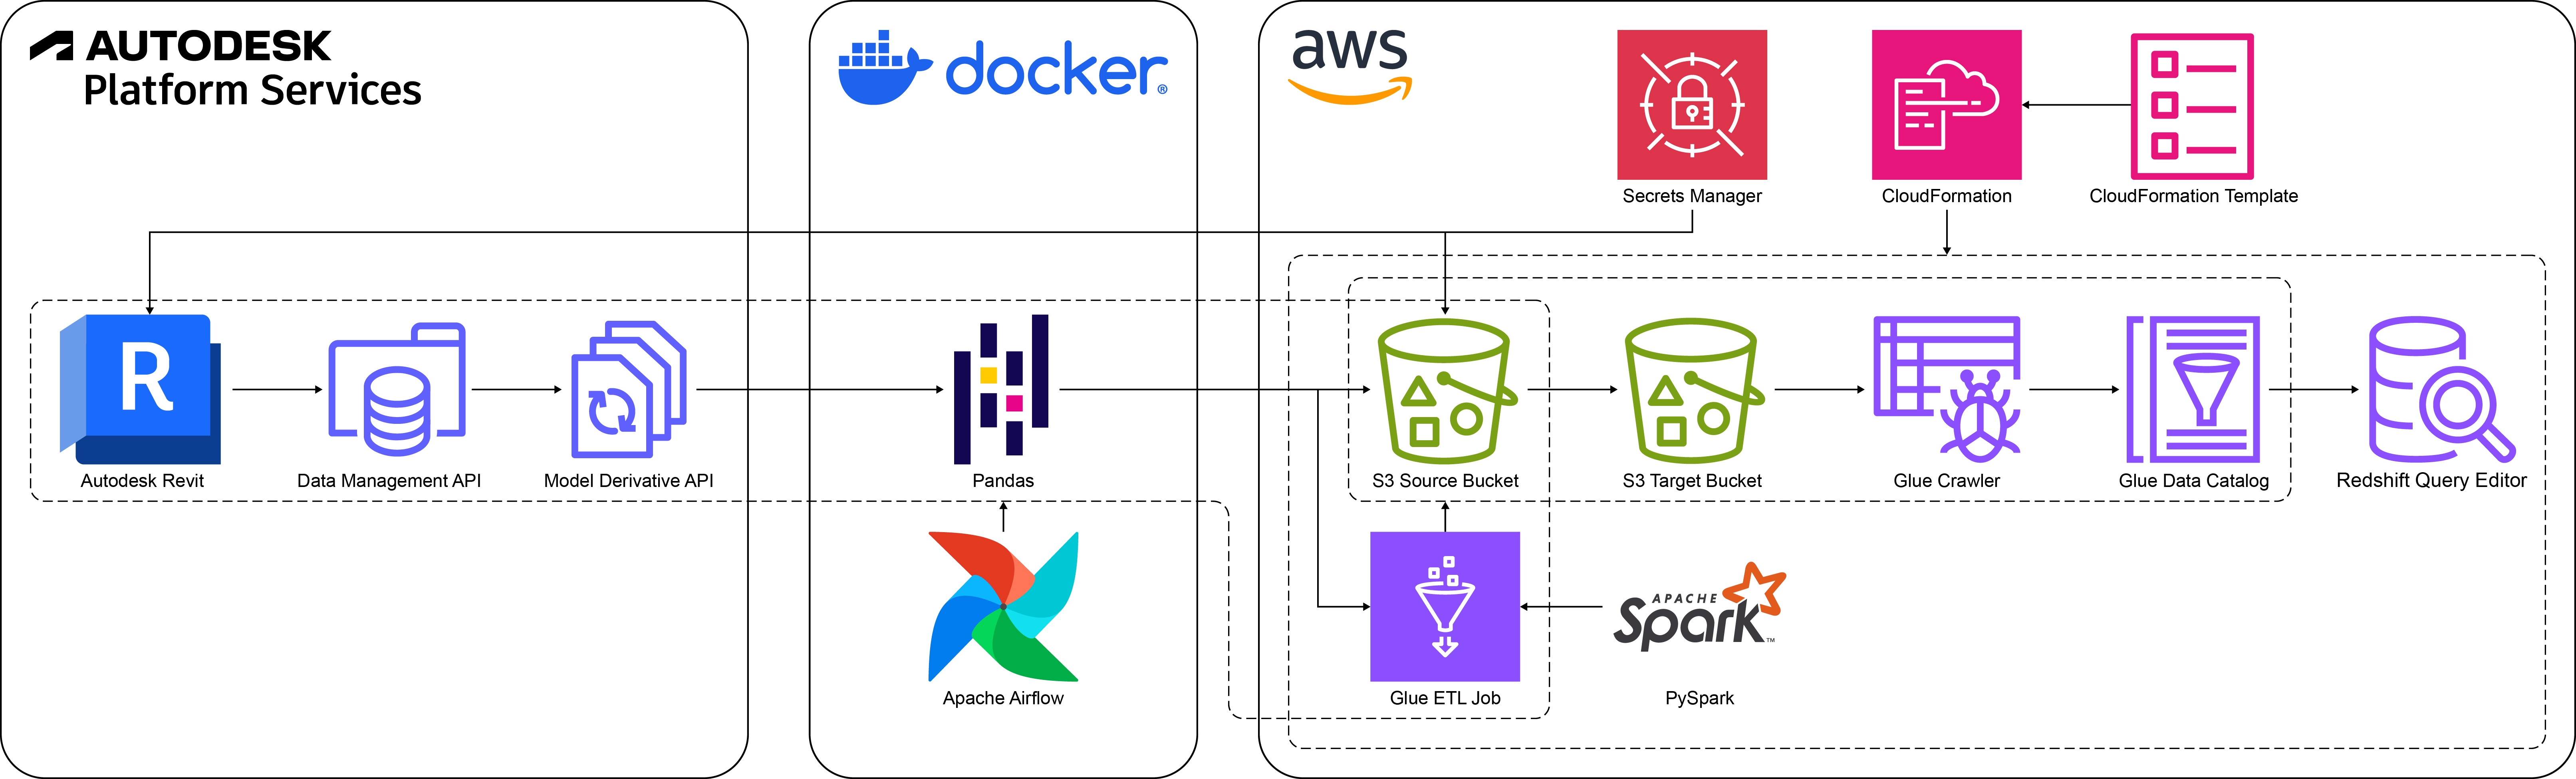 AUTODESK
Platform Services
docker®
aws
Secrets Manager
CloudFormation
CloudFormation Template
R
Autodesk Revit
Data Management API
Model Derivative API
Pandas
S3 Source Bucket
S3 Target Bucket
Glue Crawler
Glue Data Catalog
Redshift Query Editor
APACHE
Spark™
Apache Airflow
Glue ETL Job
PySpark